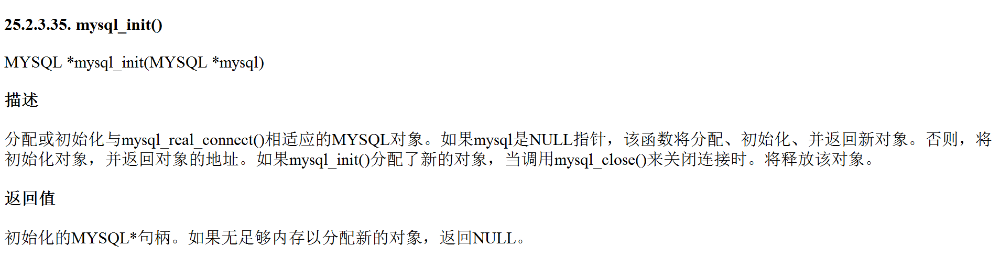 25.2.3.35. mysql_init()
MYSQL *mysql_init(MYSQL *mysql)
描述
分配或初始化与mysql_real_connect()相适应的MYSQL对象。如果mysql是NULL指针，该函数将分配、初始化、并返回新对象。否则，将
初始化对象，并返回对象的地址。如果mysql_init()分配了新的对象，当调用mysql_close()来关闭连接时。将释放该对象。
返回值
初始化的MYSQL*句柄。如果无足够内存以分配新的对象，返回NULL。